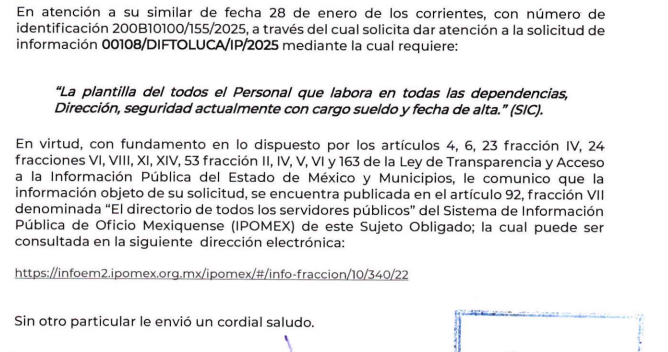 En atención a su similar de fecha 28 de enero de los corrientes, con número de
identificación 200B10100/155/2025, a través del cual solicita dar atención a la solicitud de
información 00108/DIFTOLUCA/IP/2025 mediante la cual requiere:
"La plantilla del todos el Personal que labora en todas las dependencias,
Dirección, seguridad actualmente con cargo sueldo y fecha de alta." (SIC).
En virtud, con fundamento en lo dispuesto por los artículos 4, 6, 23 fracción IV, 24
fracciones VI, VIII, XI, XIV, 53 fracción II, IV, V, VI y 163 de la Ley de Transparencia y Acceso
a la Información Pública del Estado de México y Municipios, le comunico que la
información objeto de su solicitud, se encuentra publicada en el artículo 92, fracción VII
denominada "El directorio de todos los servidores públicos" del Sistema de Información
Pública de Oficio Mexiquense (IPOMEX) de este Sujeto Obligado; la cual puede ser
consultada en la siguiente dirección electrónica:
https://infoem2.ipomex.org.mx/ipomex/#/info-fraccion/10/340/22
Sin otro particular le envió un cordial saludo.